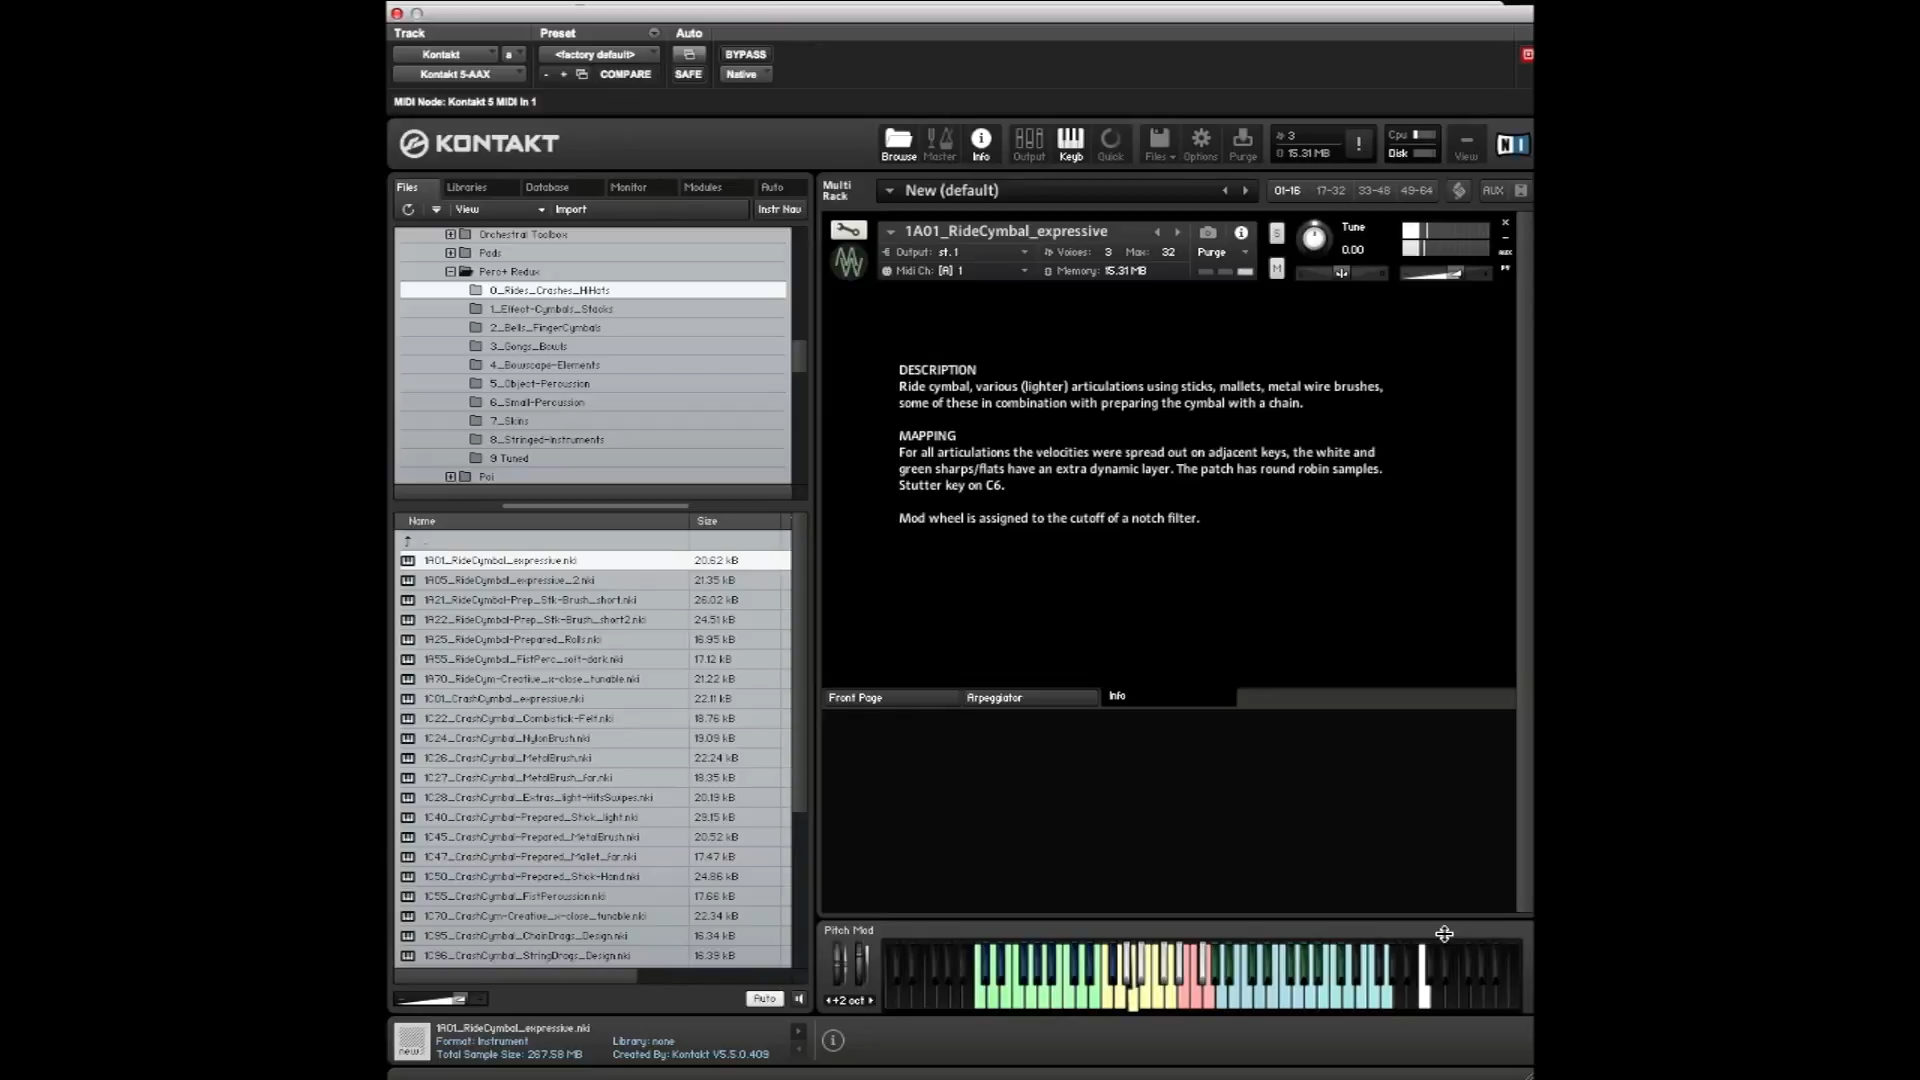 Track
Preset
Auto
Kontakt
a
<factory default>
BYPASS
Kontakt 5-AAX
- +
COMPARE
SAFE
Native
MIDI Node: Kontakt 5 MIDI In 1
KONTAKT
Browse
Master
Info
Output
Keyb
Quick
Files
Options
Purge
3
15.31 MB
!
Cpu
Disk
View
NI
Files
Libraries
Database
Monitor
Modules
Auto
View
Import
Instr Nav
Multi Rack
New (default)
01-16
17-32
33-48
49-64
AUX
Orchestral Toolbox
Pads
Perc+ Redux
0_Rides_Crashes_HiHats
1_Effect-Cymbals_Stacks
2_Bells_FingerCymbals
3_Gongs_Bowls
4_Bowscape-Elements
5_Object-Percussion
6_Small-Percussion
7_Skins
8_Stringed-Instruments
9 Tuned
1A01_RideCymbal_expressive
Output: st.1
Voices: 3 Max: 32
Purge
Midi Ch: [A] 1
Memory: 15.31 MB
S
M
Tune
0.00
AUX
PV
DESCRIPTION
Ride cymbal, various (lighter) articulations using sticks, mallets, metal wire brushes,
some of these in combination with preparing the cymbal with a chain.
MAPPING
For all articulations the velocities were spread out on adjacent keys, the white and
green sharps/flats have an extra dynamic layer. The patch has round robin samples.
Stutter key on C6.
Mod wheel is assigned to the cutoff of a notch filter.
Front Page
Arpeggiator
Info
Name
Size
..
1A01_RideCymbal_expressive.nki 20.62 kB
1A05_RideCymbal_expressive_2.nki 21.35 kB
1A21_RideCymbal-Prep_Stk-Brush_short.nki 26.02 kB
1A22_RideCymbal-Prep_Stk-Brush_short2.nki 24.51 kB
1A25_RideCymbal-Prepared_Rolls.nki 16.95 kB
1A55_RideCymbal_FistPerc_soft-dark.nki 17.12 kB
1A70_RideCym-Creative_x-close_tunable.nki 21.22 kB
1C01_CrashCymbal_expressive.nki 22.11 kB
1C22_CrashCymbal_Combistick-Felt.nki 18.76 kB
1C24_CrashCymbal_NylonBrush.nki 19.09 kB
1C26_CrashCymbal_MetalBrush.nki 22.24 kB
1C27_CrashCymbal_MetalBrush_far.nki 18.35 kB
1C28_CrashCymbal_Extras_light-HitsSwipes.nki 20.19 kB
1C40_CrashCymbal-Prepared_Stick_light.nki 29.15 kB
1C45_CrashCymbal-Prepared_MetalBrush.nki 20.52 kB
1C47_CrashCymbal-Prepared_Mallet_far.nki 17.47 kB
1C50_CrashCymbal-Prepared_Stick-Hand.nki 24.86 kB
1C55_CrashCymbal_FistPercussion.nki 17.66 kB
1C70_CrashCym-Creative_x-close_tunable.nki 22.34 kB
1C95_CrashCymbal_ChainDrags_Design.nki 16.34 kB
1C96_CrashCymbal_StringDrags_Design.nki 16.39 kB
Auto
Pitch Mod
+2 oct
new
1A01_RideCymbal_expressive.nki
Format: Instrument
Library: none
Total Sample Size: 267.58 MB
Created By: Kontakt V5.5.0.409